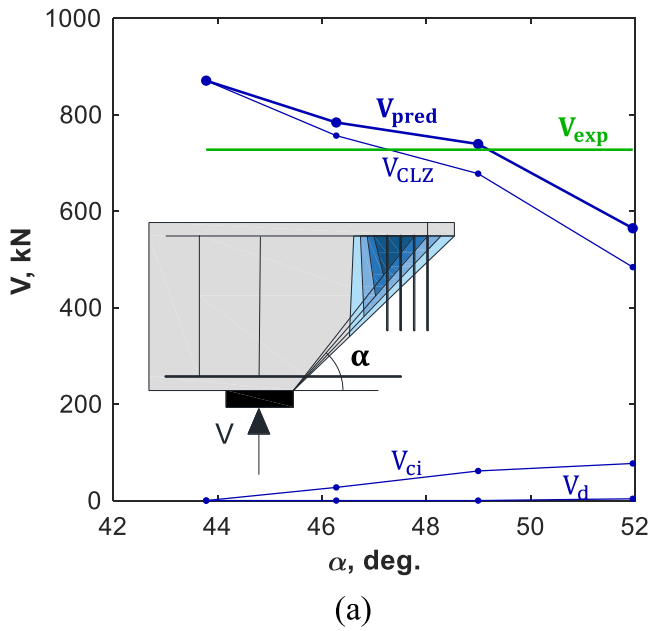 1000
800
600
400
200
0
V, kN
V_pred
V_exp
V_CLZ
α
V
V_ci
V_d
42
44
46
48
50
52
α, deg.
(a)